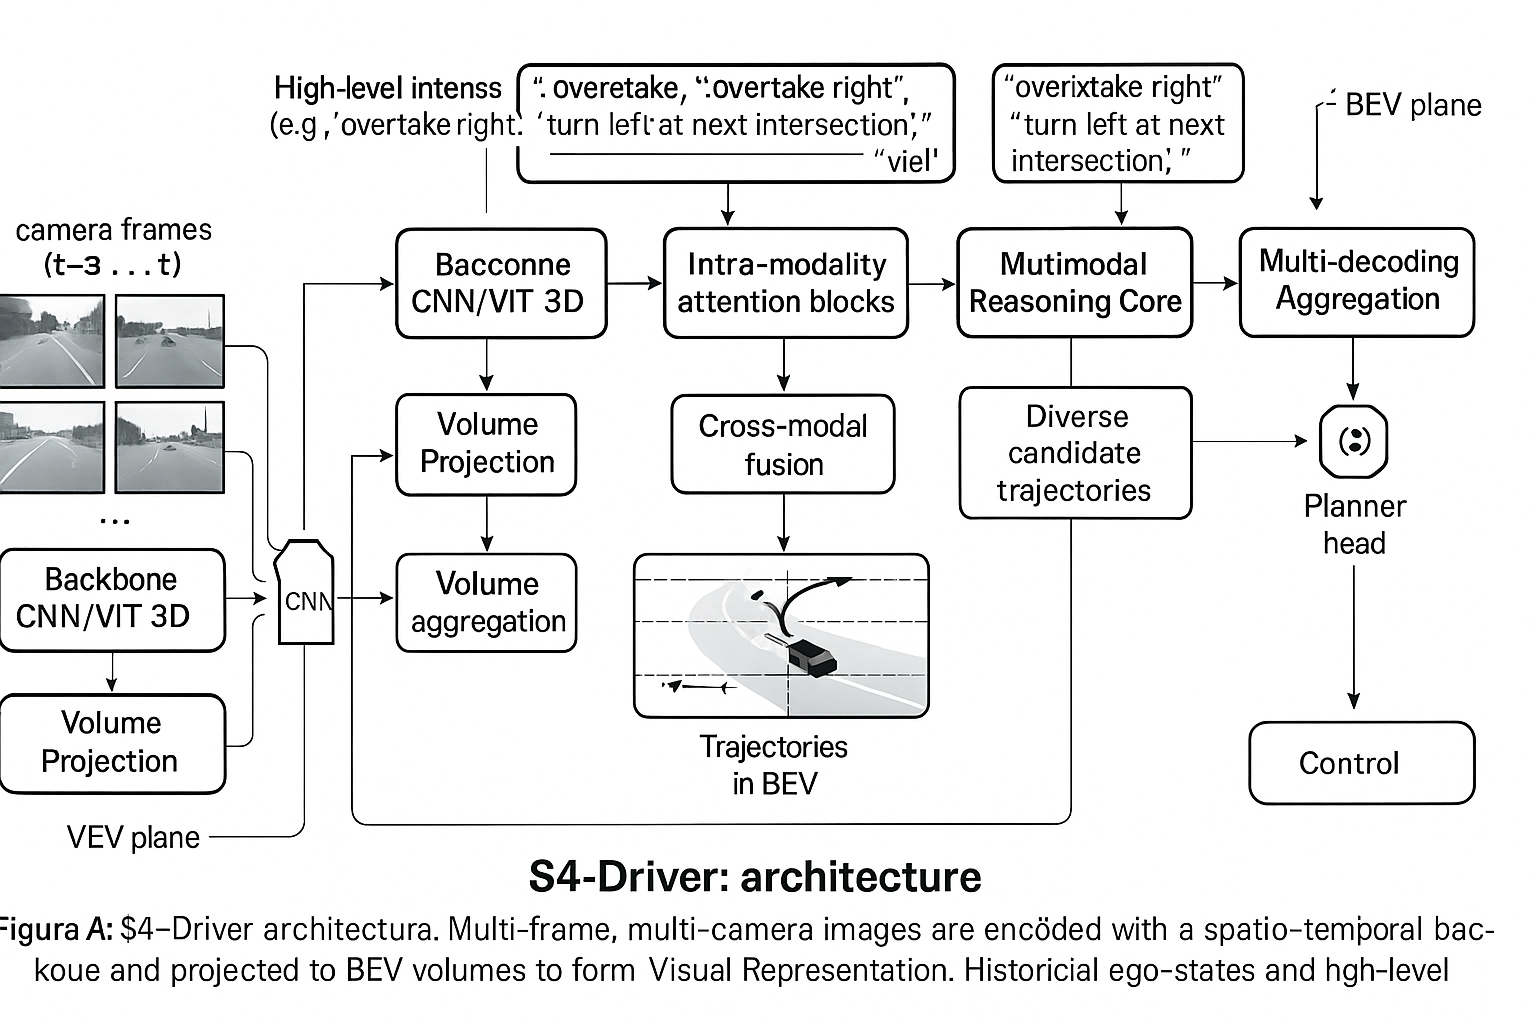 High-level intenss
(e.g ,'overtake right.
“. overetake, “.overtake right”,
‘turn left·at next intersection’,”
“viel'
“overixtake right”
“turn left at next
intersection’, ”
BEV plane
camera frames
(t–3 . . . t)
Bacconne
CNN/VIT 3D
Intra-modality
attention blocks
Mutimodal
Reasoning Core
Multi-decoding
Aggregation
Volume
Projection
Cross-modal
fusion
Diverse
candidate
trajectories
Planner
head
...
Backbone
CNN/VIT 3D
CNN
Volume
aggregation
Volume
Projection
Trajectories
in BEV
Control
VEV plane
S4-Driver: architecture
Figura A: $4–Driver architectura. Multi-frame, multi-camera images are encöded with a spatio-temporal bac-
koue and projected to BEV volumes to form Visual Representation. Historicial ego-states and hgh-level